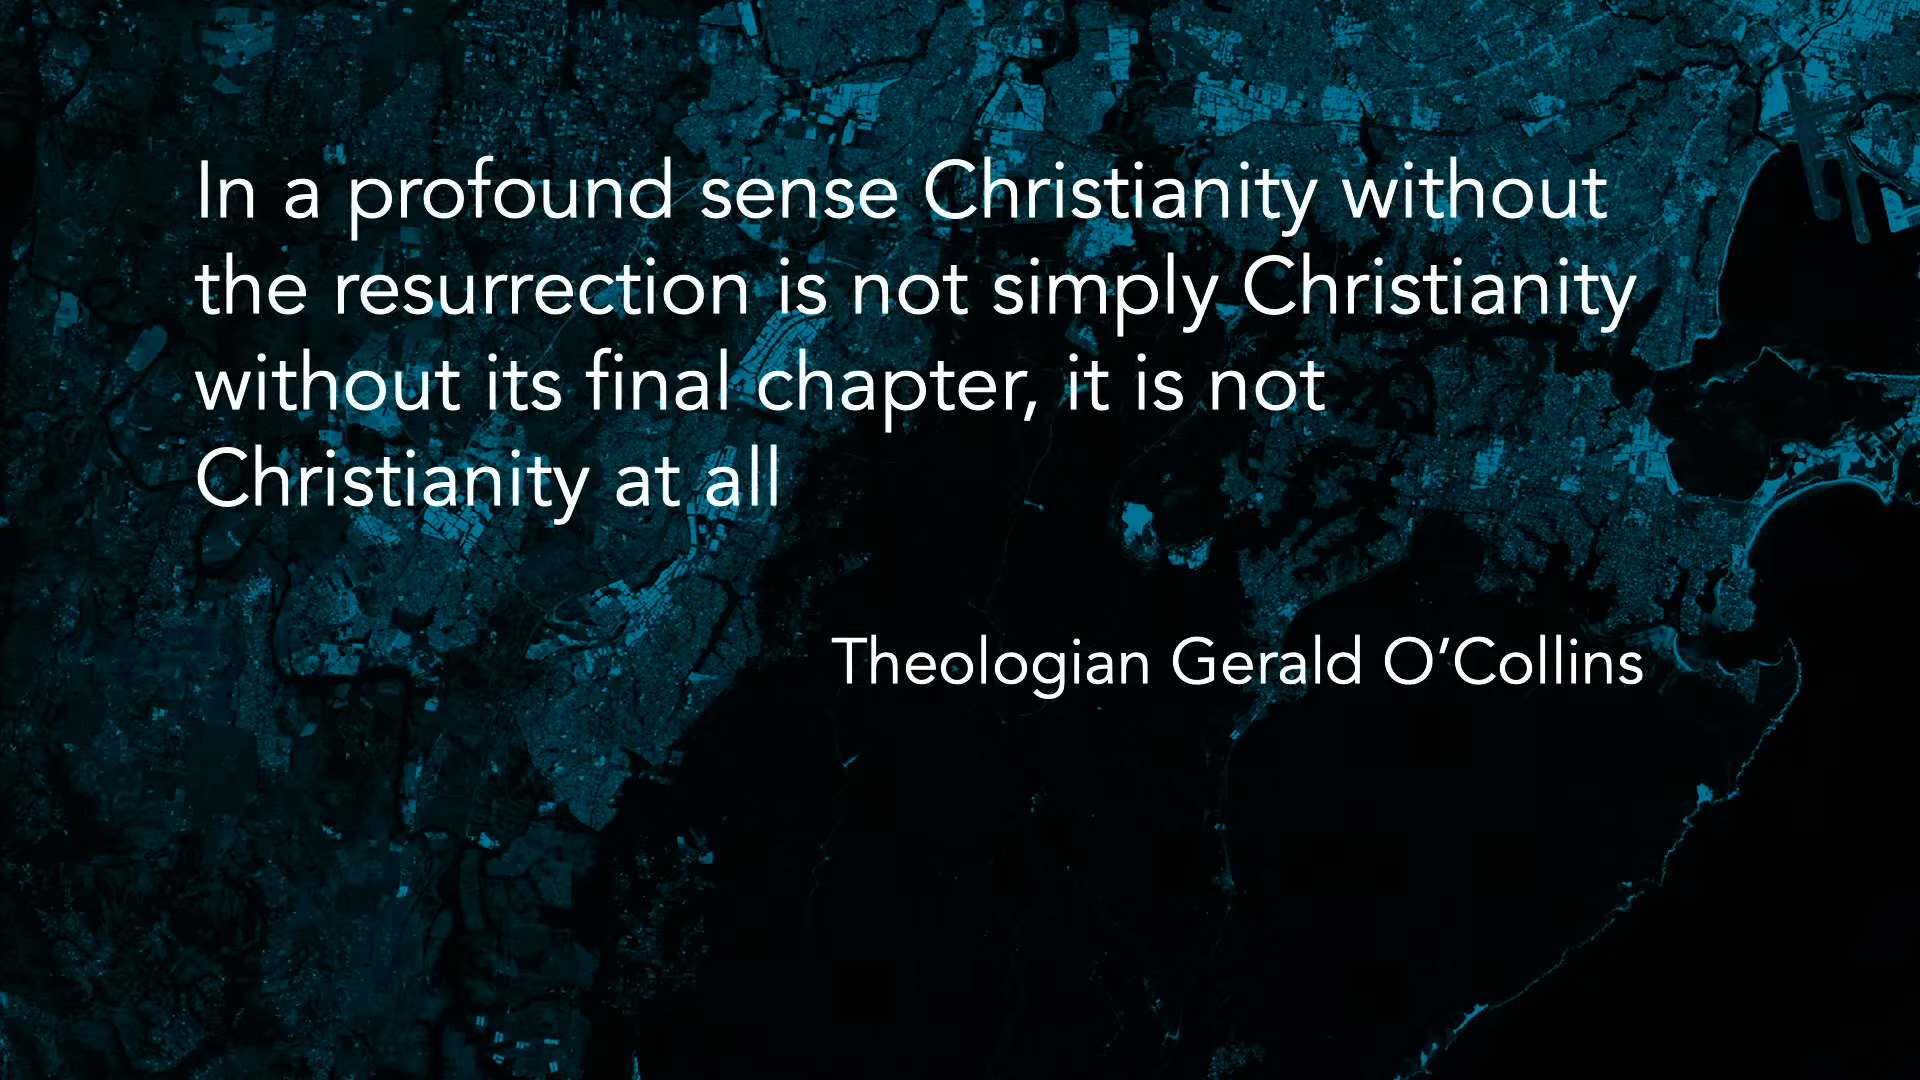 In a profound sense Christianity without
the resurrection is not simply Christianity
without its final chapter, it is not
Christianity at all
Theologian Gerald O’Collins